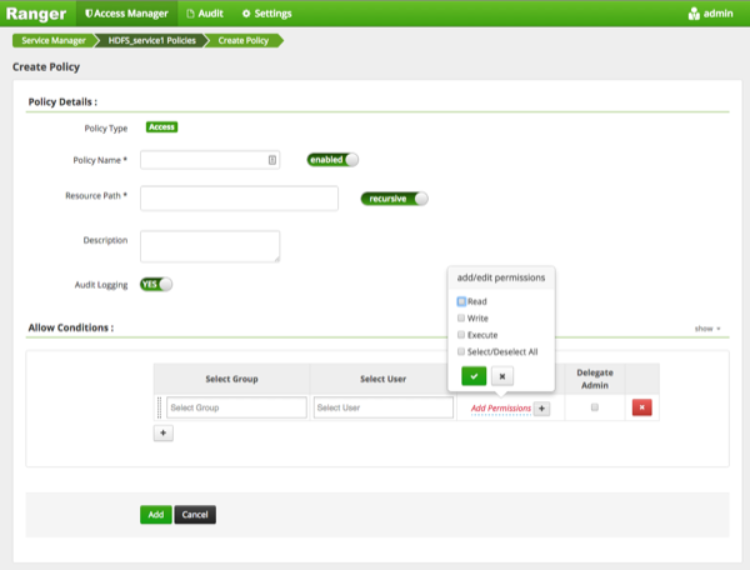 Ranger Access Manager Audit Settings admin
Service Manager HDFS_service1 Policies Create Policy
Create Policy
Policy Details :
Policy Type Access
Policy Name * enabled
Resource Path * recursive
Description
Audit Logging YES
add/edit permissions
Read
Write
Execute
Select/Deselect All
Allow Conditions :
show
Select Group Select User Delegate Admin
Select Group Select User Add Permissions +
+
Add Cancel